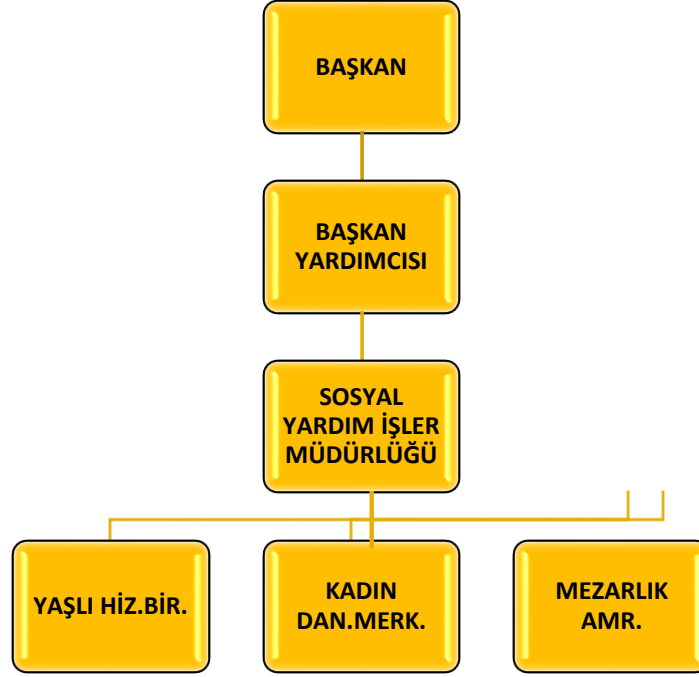 BAŞKAN
BAŞKAN
YARDIMCISI
SOSYAL
YARDIM İŞLER
MÜDÜRLÜĞÜ
YAŞLI HİZ.BİR.
KADIN
DAN.MERK.
MEZARLIK
AMR.